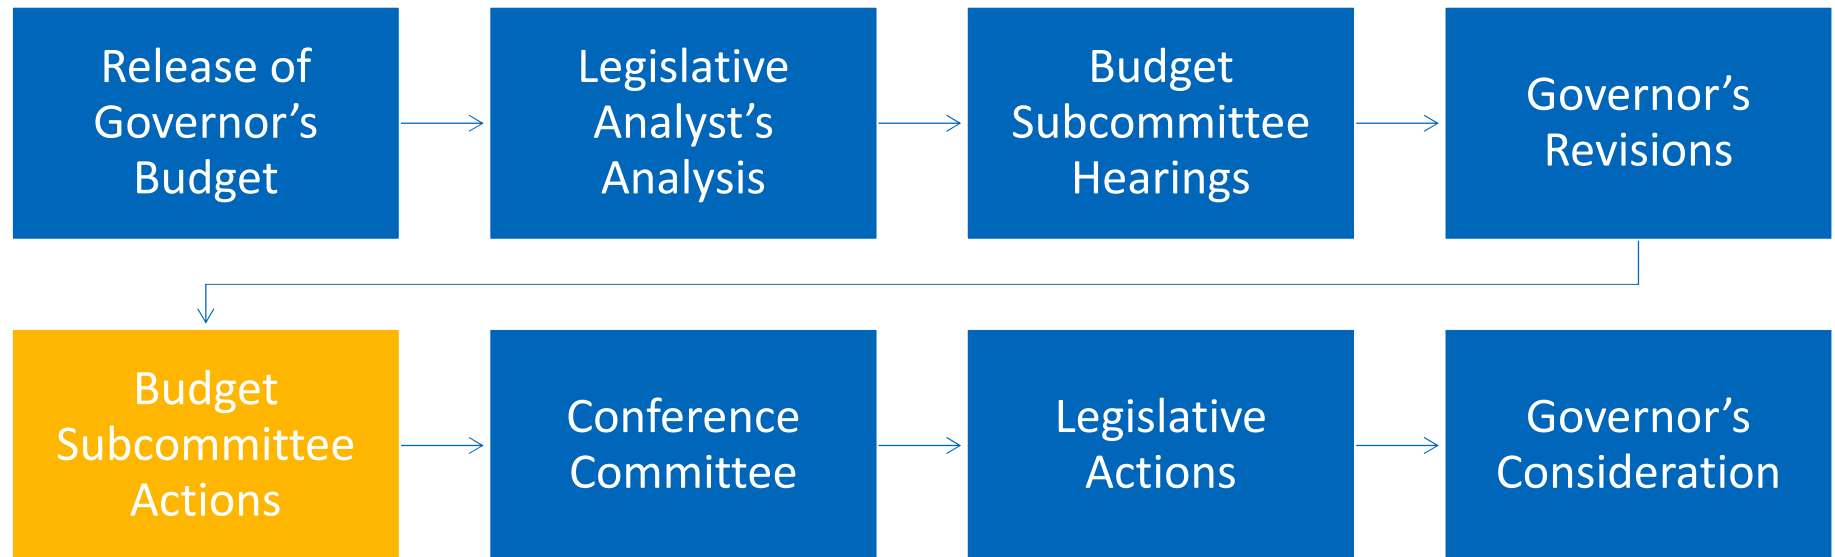 Release of
Governor’s
Budget
Legislative
Analyst’s
Analysis
Budget
Subcommittee
Hearings
Governor’s
Revisions
Budget
Subcommittee
Actions
Conference
Committee
Legislative
Actions
Governor’s
Consideration